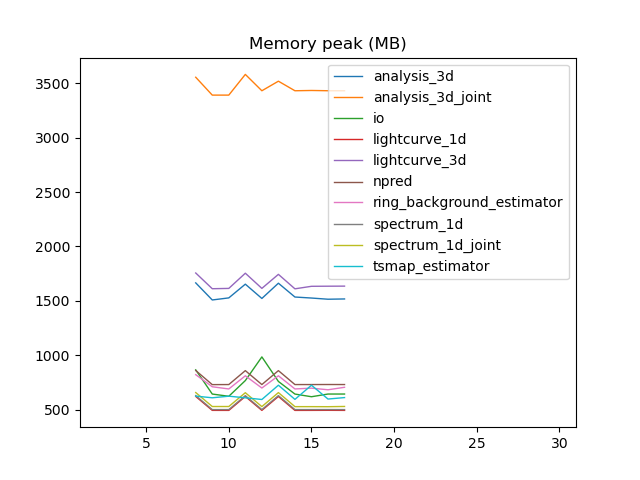 Memory peak (MB)
3500
3000
2500
2000
1500
1000
500
5
10
15
20
25
30
analysis_3d
analysis_3d_joint
io
lightcurve_1d
lightcurve_3d
npred
ring_background_estimator
spectrum_1d
spectrum_1d_joint
tsmap_estimator